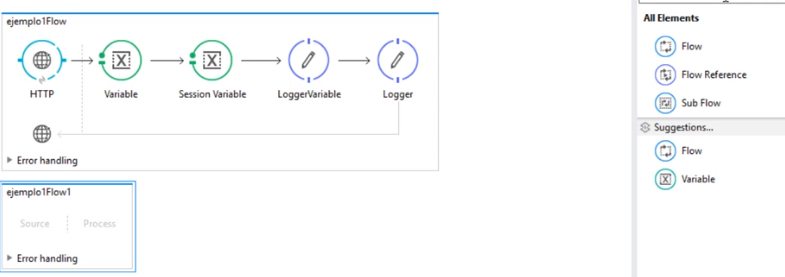 ejemplo1Flow
HTTP
Variable
Session Variable
LoggerVariable
Logger
Error handling
ejemplo1Flow1
Source
Process
Error handling
All Elements
Flow
Flow Reference
Sub Flow
Suggestions...
Flow
Variable